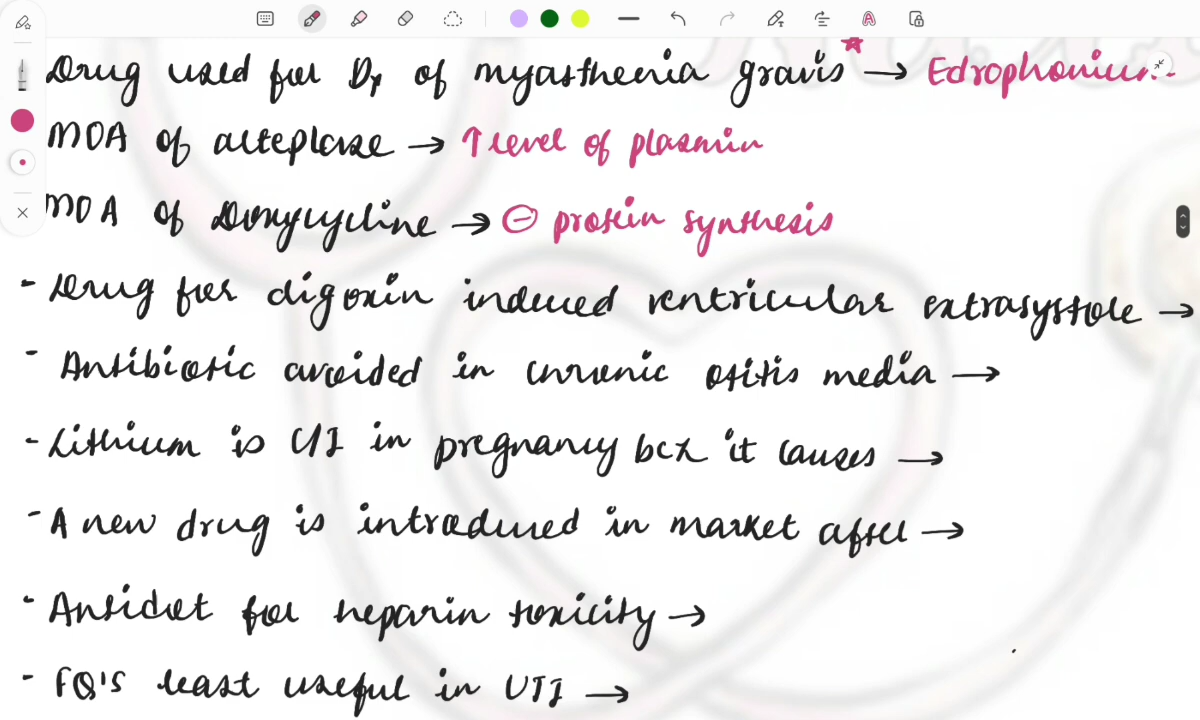 Drug used for Dx of myasthenia gravis → Edrophonium
MOA of alteplase → ↑ level of plasmin
MOA of Doxycycline → ⊖ protein synthesis
- Drug for digoxin induced ventricular extrasystole →
- Antibiotic avoided in chronic otitis media →
- Lithium is C/I in pregnancy bcz it causes →
- A new drug is introduced in market after →
- Antidot for heparin toxicity →
- FQ's least useful in UTI →